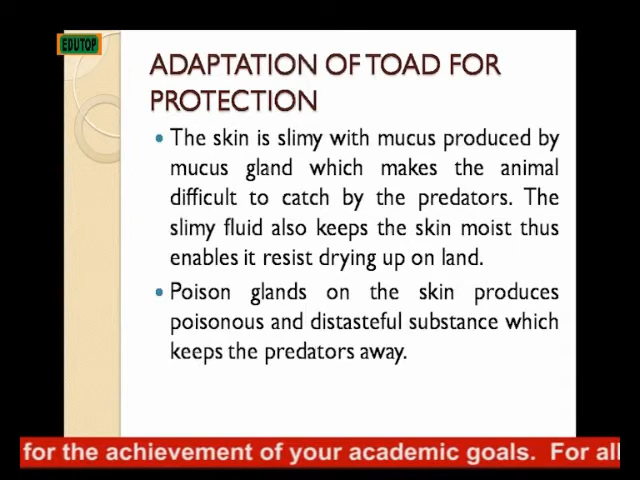 EDUTOP
ADAPTATION OF TOAD FOR
PROTECTION
• The skin is slimy with mucus produced by
mucus gland which makes the animal
difficult to catch by the predators. The
slimy fluid also keeps the skin moist thus
enables it resist drying up on land.
• Poison glands on the skin produces
poisonous and distasteful substance which
keeps the predators away.
for the achievement of your academic goals. For all